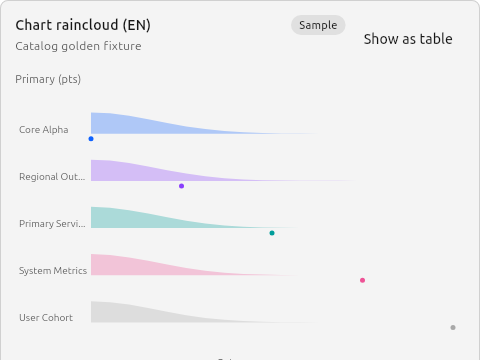 Chart raincloud (EN)
Sample
Show as table
Catalog golden fixture
Primary (pts)
Core Alpha
Regional Out...
Primary Servi...
System Metrics
User Cohort